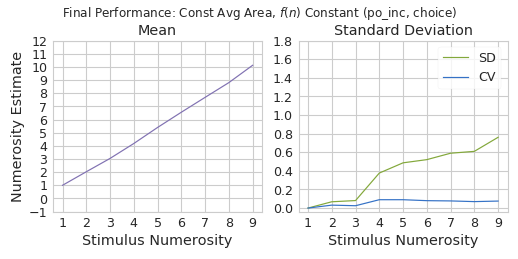 Final Performance: Const Avg Area, f(n) Constant (po_inc, choice)
Mean
Numerosity Estimate
12
11
10
9
8
7
6
5
4
3
2
1
0
−1
1 2 3 4 5 6 7 8 9
Stimulus Numerosity
Standard Deviation
1.8
1.6
1.4
1.2
1.0
0.8
0.6
0.4
0.2
0.0
SD
CV
1 2 3 4 5 6 7 8 9
Stimulus Numerosity